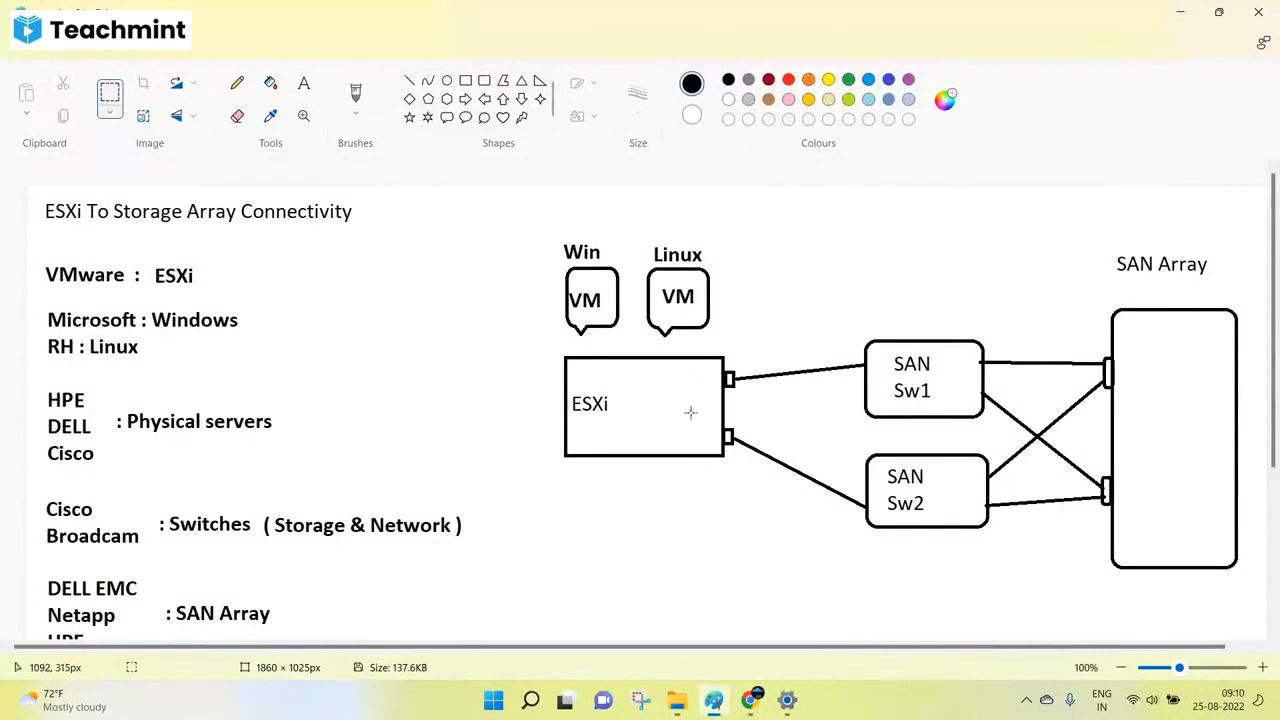 Teachmint
Clipboard
Image
Tools
Brushes
Shapes
Size
Colours
ESXi To Storage Array Connectivity
VMware : ESXi
Microsoft : Windows
RH : Linux
HPE
DELL : Physical servers
Cisco
Cisco
Broadcam : Switches ( Storage & Network )
DELL EMC
Netapp : SAN Array
HPE
Win
VM
Linux
VM
ESXi
SAN
Sw1
SAN
Sw2
SAN Array
1092, 315px
1860 × 1025px
Size: 137.6KB
100%
72°F
Mostly cloudy
ENG
IN
09:10
25-08-2022